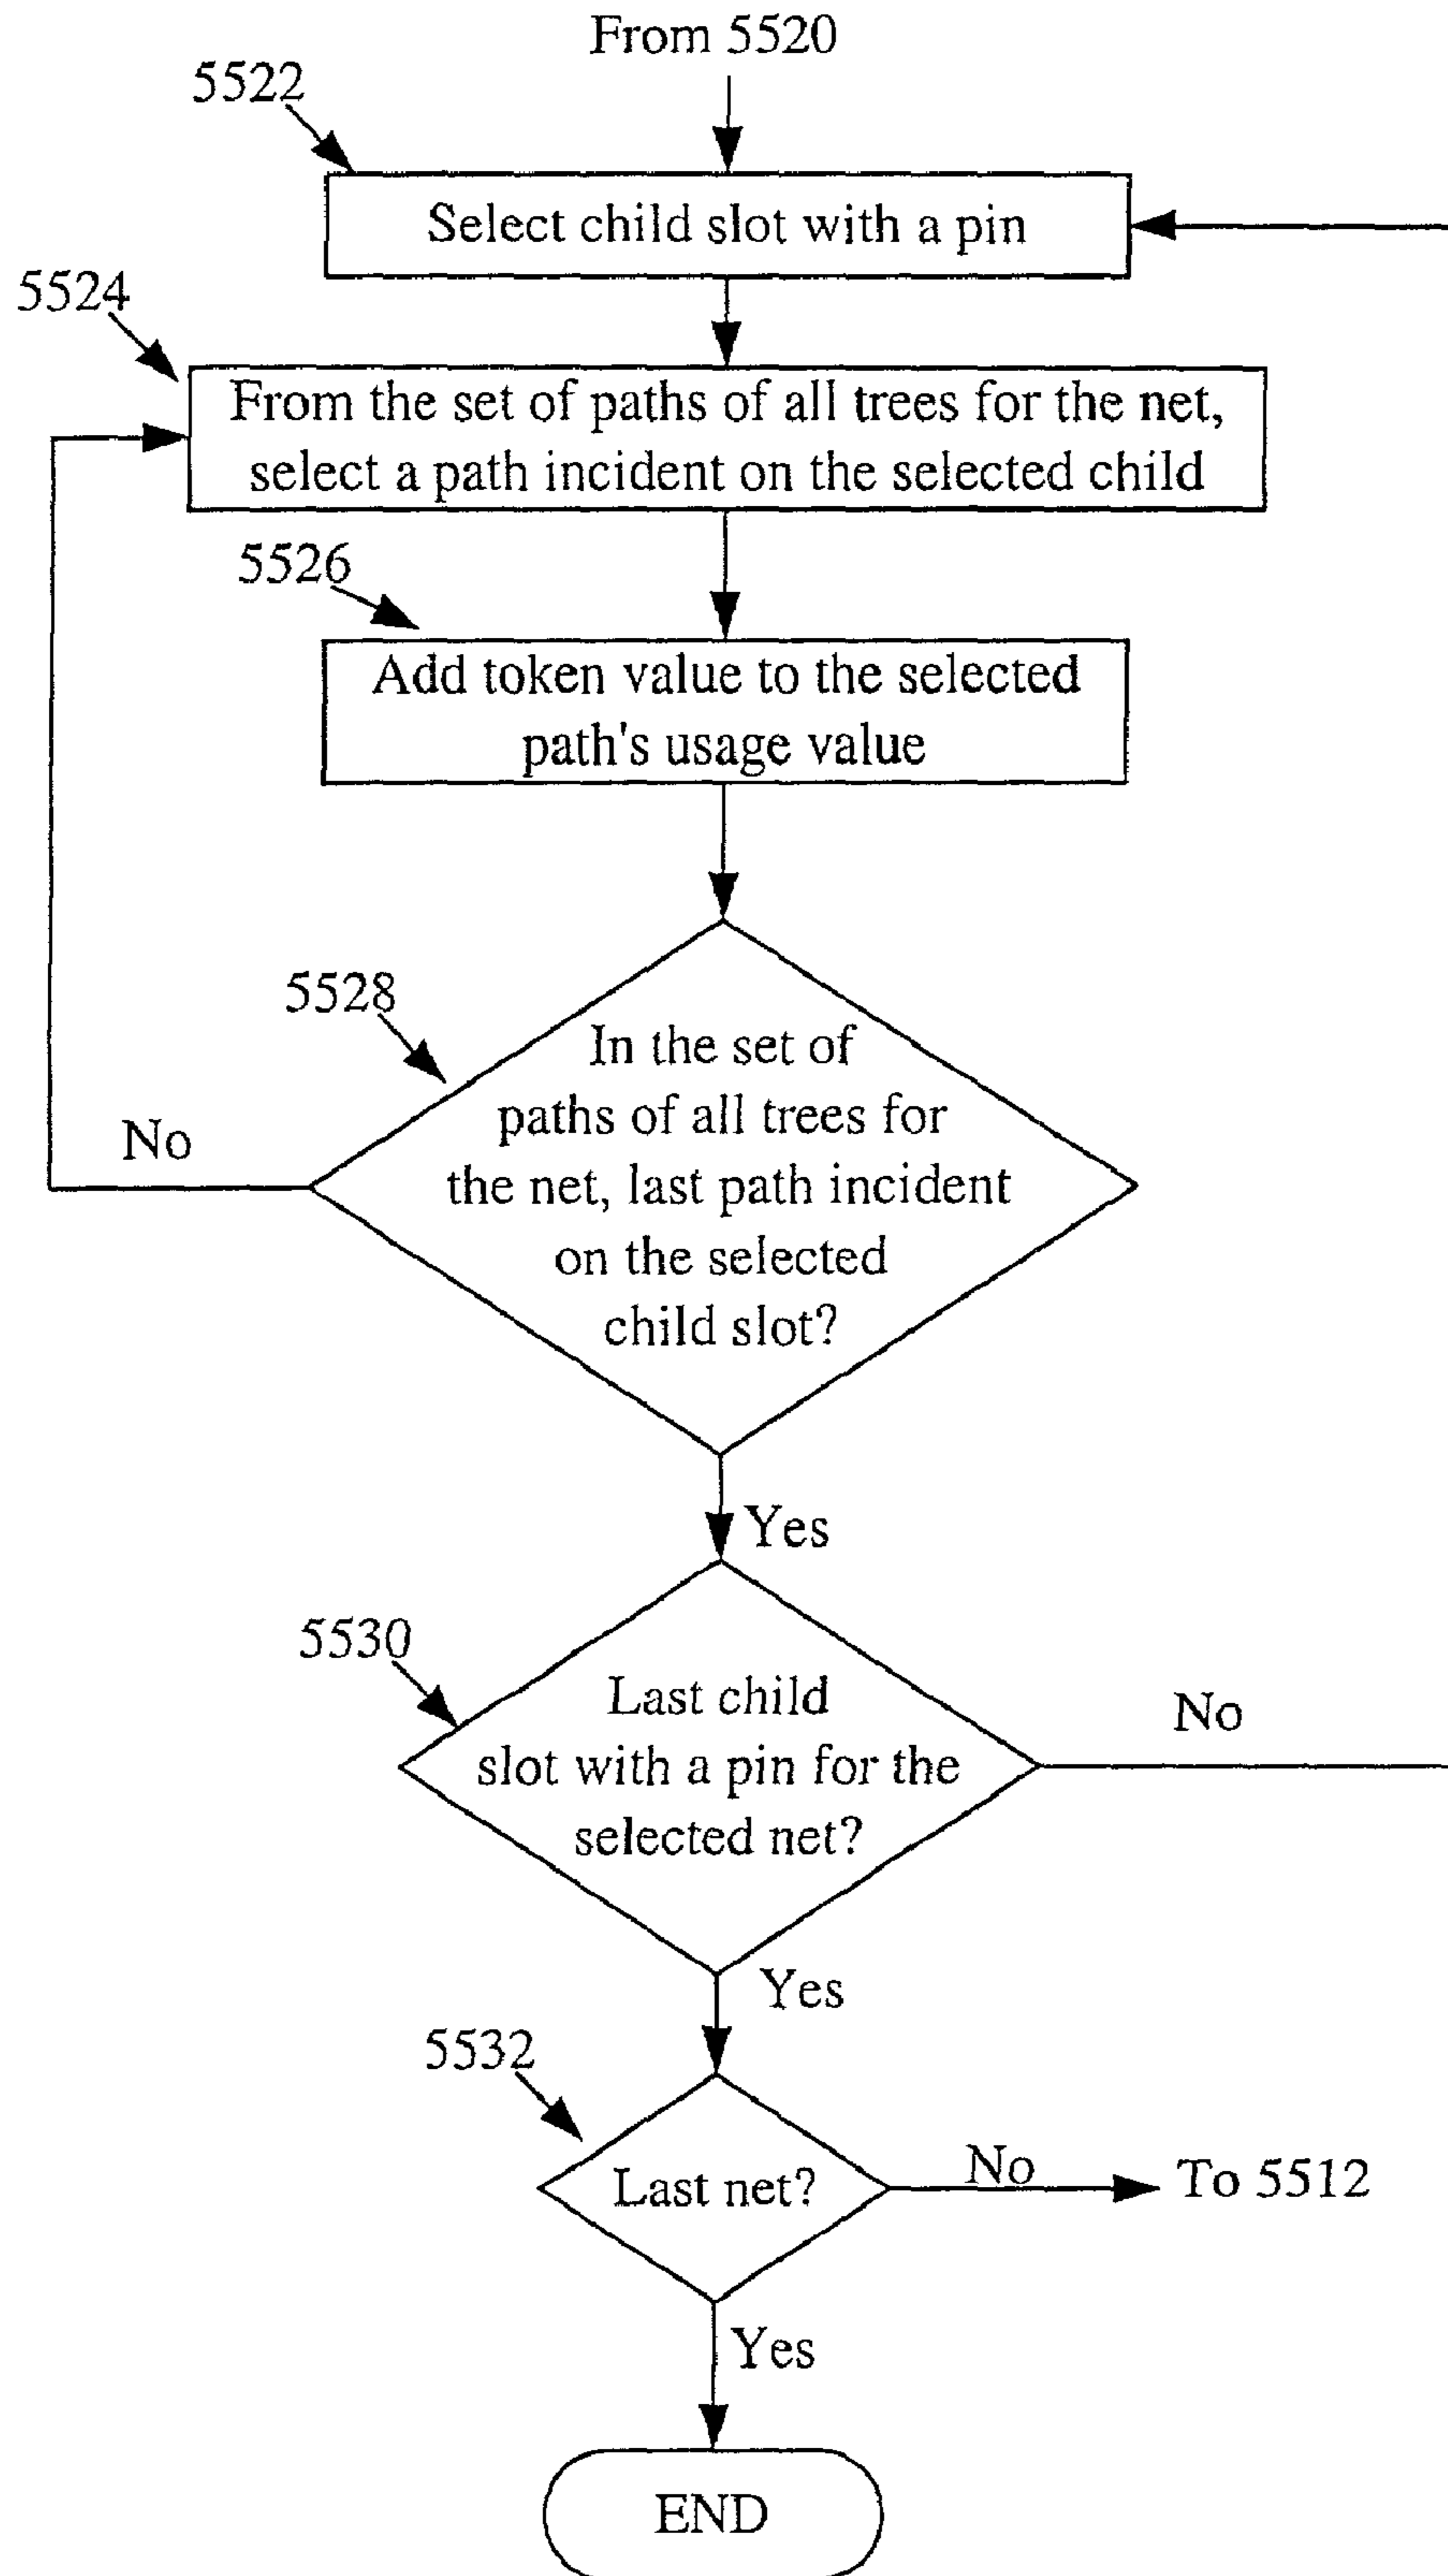 From 5520
5522
Select child slot with a pin
5524
From the set of paths of all trees for the net,
select a path incident on the selected child
5526
Add token value to the selected
path's usage value
5528
In the set of
paths of all trees for
the net, last path incident
on the selected
child slot?
No
Yes
5530
Last child
slot with a pin for the
selected net?
No
Yes
5532
Last net?
No
To 5512
Yes
END